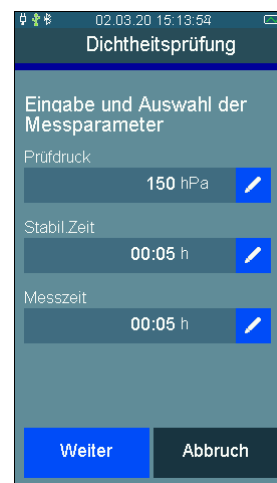 02.03.20 15:13:54
Dichtheitsprüfung
Eingabe und Auswahl der
Messparameter
Prüfdruck
150 hPa
Stabil.Zeit
00:05 h
Messzeit
00:05 h
Weiter
Abbruch